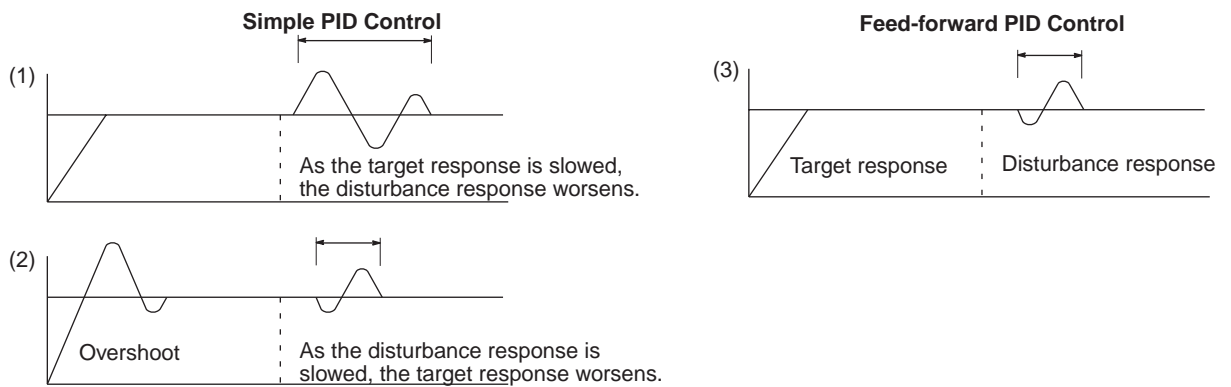 Simple PID Control
(1)
As the target response is slowed,
the disturbance response worsens.
(2)
Overshoot
As the disturbance response is
slowed, the target response worsens.
Feed-forward PID Control
(3)
Target response
Disturbance response